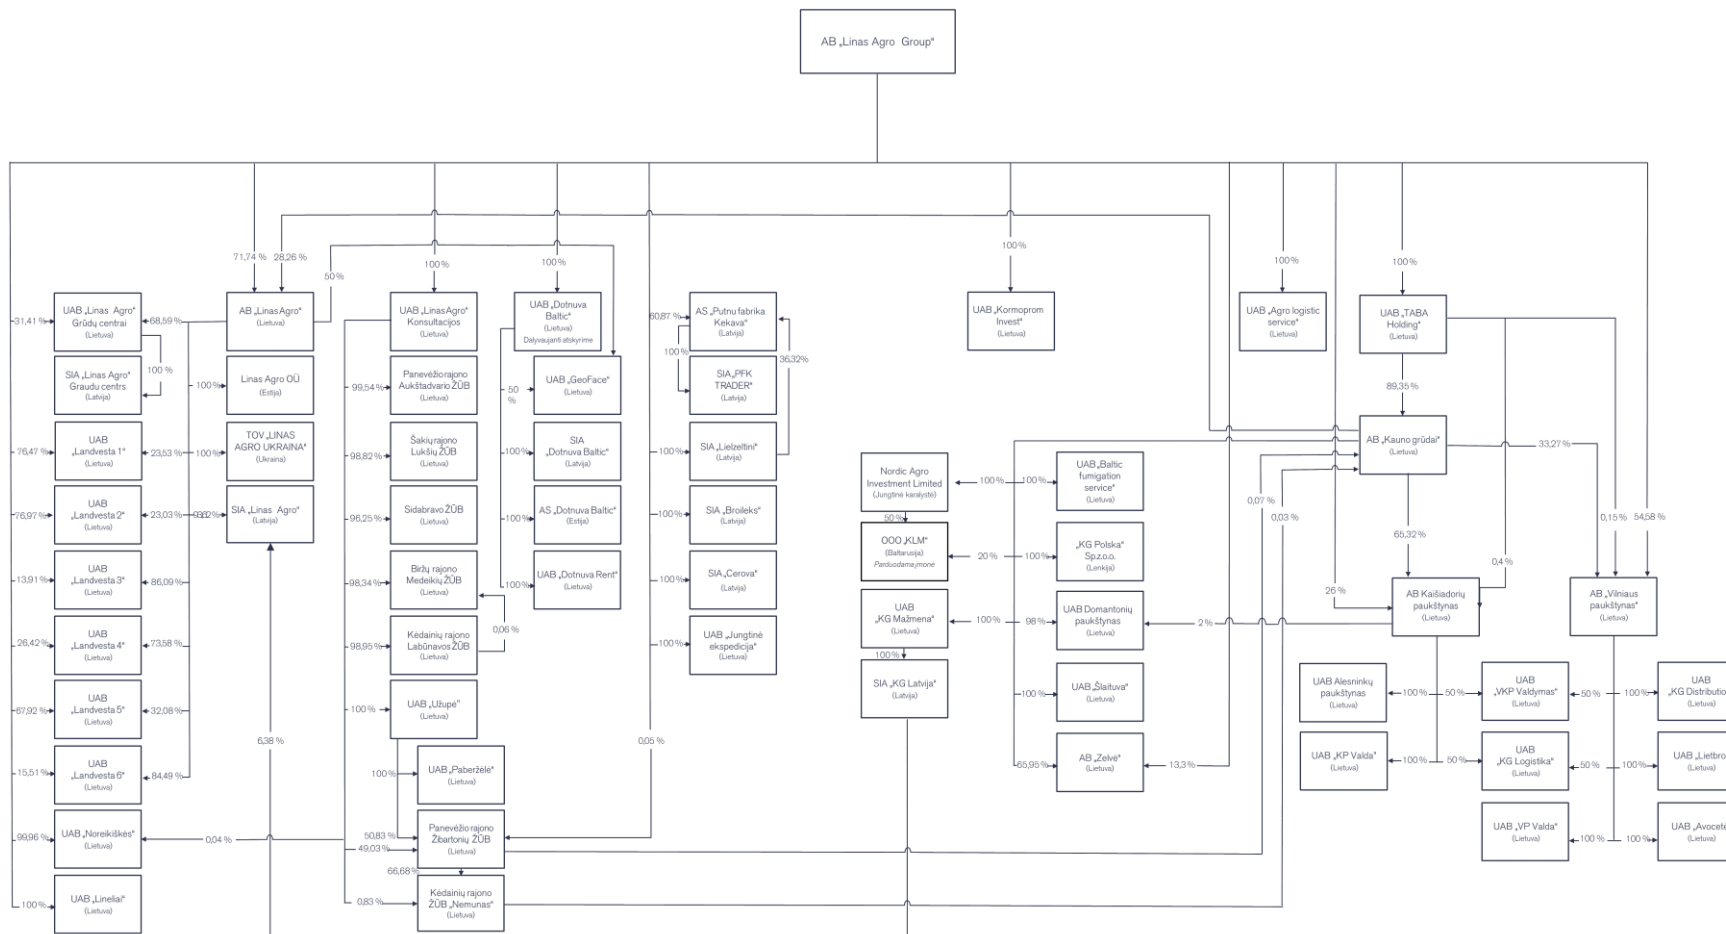 AB „Linas Agro Group“
71,74 %
28,26 %
50 %
100 %
100 %
100 %
100 %
100 %
UAB „Linas Agro“
Grūdų centrai
(Lietuva)
AB „Linas Agro“
(Lietuva)
UAB „Linas Agro“
Konsultacijos
(Lietuva)
UAB „Dotnuva
Baltic“
(Lietuva)
Dalyvaujanti atskyrime
AS „Putnu fabrika
Kekava“
(Latvija)
UAB „Kormoprom
Invest“
(Lietuva)
UAB „Agro logistic
service“
(Lietuva)
UAB „TABA
Holding“
(Lietuva)
31,41 %
68,59 %
60,87 %
36,32%
100 %
100 %
89,35 %
SIA „Linas Agro“
Graudu centrs
(Latvija)
100 %
Linas Agro OÜ
(Estija)
99,54 %
Panevėžio rajono
Aukštadvario ŽŪB
(Lietuva)
50
%
UAB „GeoFace“
(Lietuva)
SIA „PFK
TRADER“
(Latvija)
76,47 %
UAB
„Landvesta 1“
(Lietuva)
23,53 %
100 %
TOV „LINAS
AGRO UKRAINA“
(Ukraina)
98,82 %
Šakių rajono
Lukšių ŽŪB
(Lietuva)
100 %
SIA
„Dotnuva Baltic“
(Latvija)
100 %
SIA „Lielzeltini“
(Latvija)
AB „Kauno grūdai“
(Lietuva)
33,27 %
Nordic Agro
Investment Limited
(Jungtinė karalystė)
100 %
100 %
UAB „Baltic
fumigation
service“
(Lietuva)
0,07 %
0,03 %
76,97 %
UAB
„Landvesta 2“
(Lietuva)
23,03 %
SIA „Linas Agro“
(Latvija)
96,25 %
Sidabravo ŽŪB
(Lietuva)
100 %
AS „Dotnuva Baltic“
(Estija)
100 %
SIA „Broileks“
(Latvija)
50 %
65,32 %
0,15 %
54,58 %
OOO „KLM“
(Baltarusija)
Parduodama įmonė
20 %
100 %
„KG Polska“
Sp.z.o.o.
(Lenkija)
0,4 %
13,91 %
UAB
„Landvesta 3“
(Lietuva)
86,09 %
98,34 %
Biržų rajono
Medeikių ŽŪB
(Lietuva)
100 %
UAB „Dotnuva Rent“
(Lietuva)
100 %
SIA „Cerova“
(Latvija)
26 %
AB Kaišiadorių
paukštynas
(Lietuva)
AB „Vilniaus
paukštynas“
(Lietuva)
0,06 %
UAB
„KG Mažmena“
(Lietuva)
100 %
98 %
UAB Domantonių
paukštynas
(Lietuva)
2 %
26,42 %
UAB
„Landvesta 4“
(Lietuva)
73,58 %
98,95 %
Kėdainių rajono
Labūnavos ŽŪB
(Lietuva)
100 %
UAB „Jungtinė
ekspedicija“
(Lietuva)
100 %
SIA „KG Latvija“
(Latvija)
100 %
UAB „Šlaituva“
(Lietuva)
UAB Alesninkų
paukštynas
(Lietuva)
100 %
50 %
UAB
„VKP Valdymas“
(Lietuva)
50 %
100 %
UAB
„KG Distributio
(Lietuva)
67,92 %
UAB
„Landvesta 5“
(Lietuva)
32,08 %
100 %
UAB „Užupė“
(Lietuva)
6,38 %
0,05 %
15,51 %
UAB
„Landvesta 6“
(Lietuva)
84,49 %
100 %
UAB „Paberžėlė“
(Lietuva)
65,95 %
AB „Zelvė“
(Lietuva)
13,3 %
UAB „KP Valda“
(Lietuva)
100 %
50 %
UAB
„KG Logistika“
(Lietuva)
50 %
100 %
UAB „Lietbro
(Lietuva)
99,96 %
UAB „Noreikiškės“
(Lietuva)
0,04 %
50,83 %
49,03 %
Panevėžio rajono
Žibartonių ŽŪB
(Lietuva)
UAB „VP Valda“
(Lietuva)
100 %
100 %
UAB „Avocetė
(Lietuva)
66,68 %
100 %
UAB „Lineliai“
(Lietuva)
0,83 %
Kėdainių rajono
ŽŪB „Nemunas“
(Lietuva)